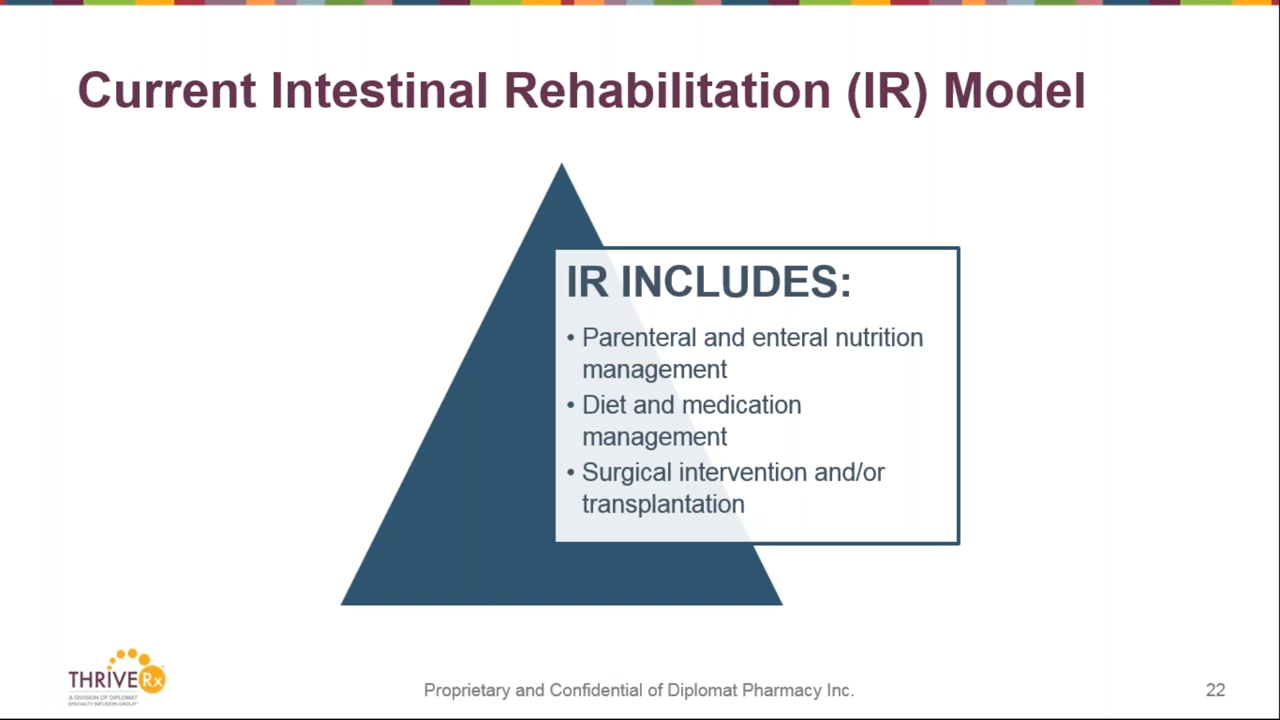 Current Intestinal Rehabilitation (IR) Model
IR INCLUDES:
• Parenteral and enteral nutrition
management
• Diet and medication
management
• Surgical intervention and/or
transplantation
THRIVERx
A DIVISION OF DIPLOMAT
SPECIALTY INFUSION GROUP
Proprietary and Confidential of Diplomat Pharmacy Inc.
22